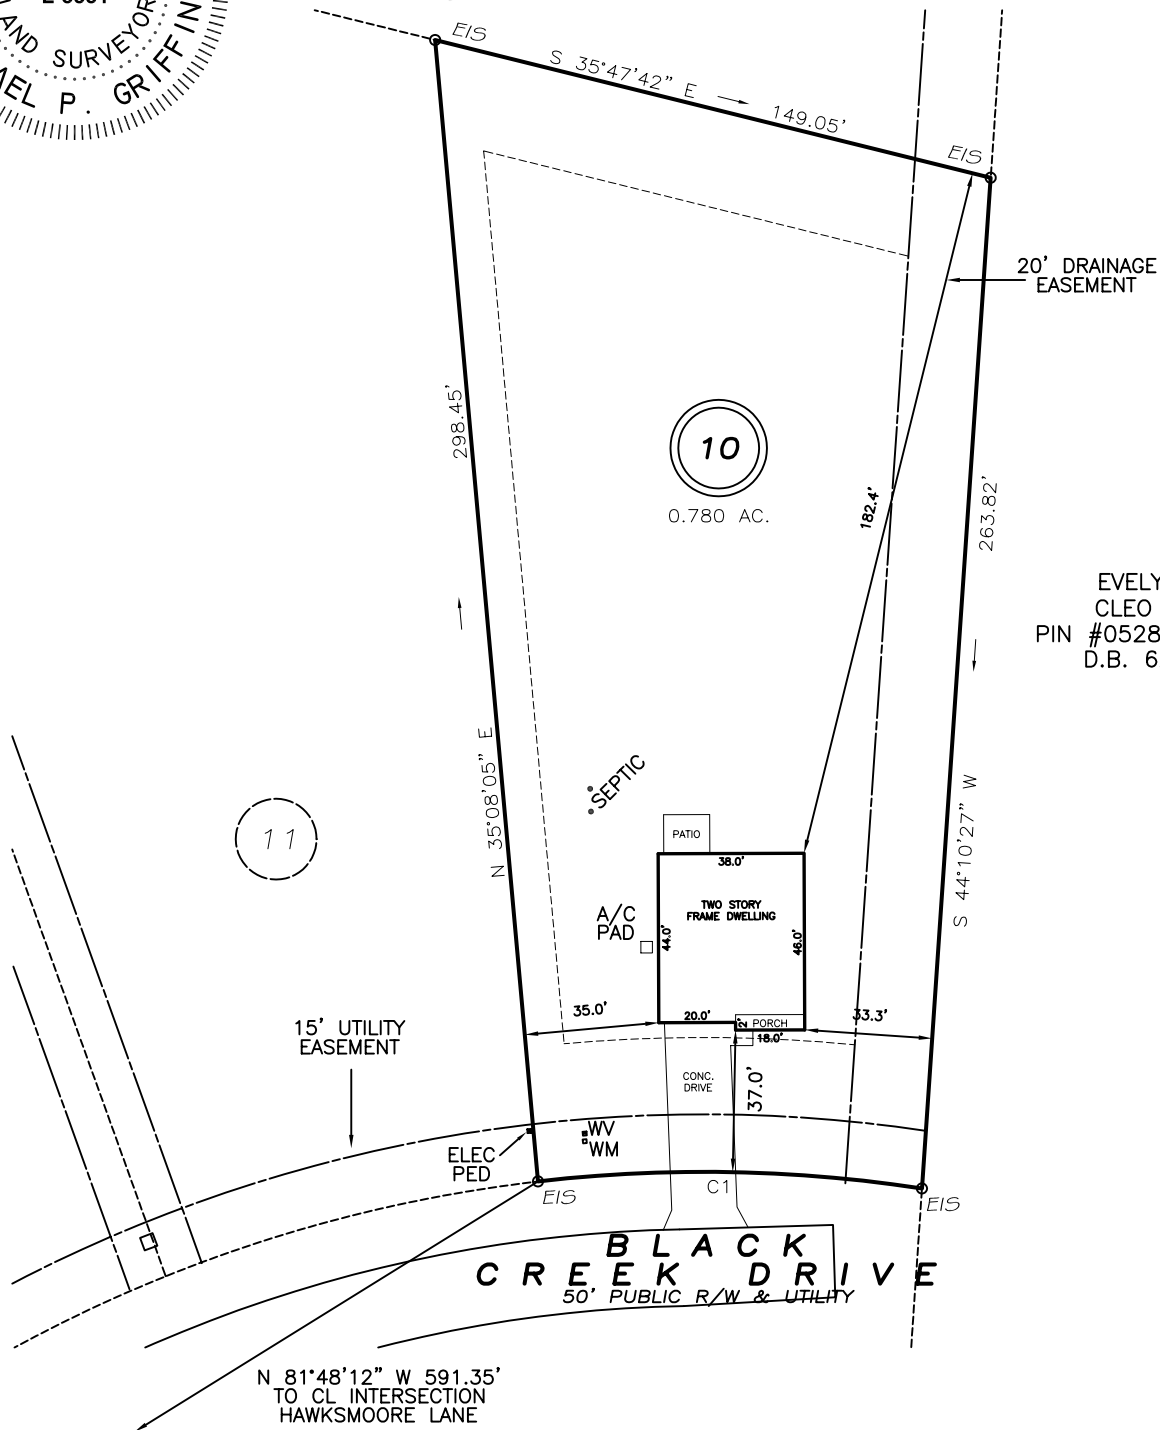 LAND SURVEYOR
P. GRIFFIN
EIS
S 35°47'42" E
149.05'
EIS
20' DRAINAGE
EASEMENT
298.45'
10
0.780 AC.
182.4'
263.82'
CLEO
PIN #0528
D.B. 6
N 35°08'05" E
S 44°10'27" W
SEPTIC
11
PATIO
38.0'
TWO STORY
FRAME DWELLING
A/C
PAD
44.0'
46.0'
35.0'
20.0'
2'
PORCH
18.0'
33.3'
15' UTILITY
EASEMENT
CONC.
DRIVE
37.0'
WV
WM
ELEC
PED
EIS
C1
EIS
BLACK
CREEK DRIVE
50' PUBLIC R/W & UTILITY
N 81°48'12" W 591.35'
TO CL INTERSECTION
HAWKSMOORE LANE